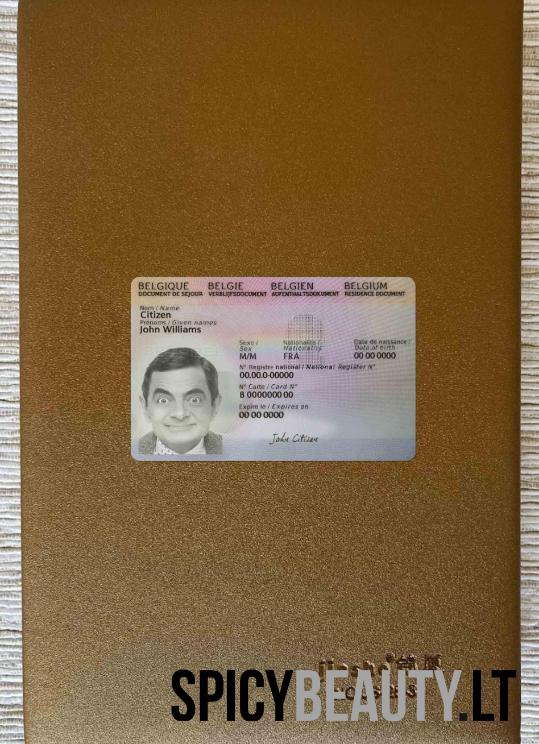 BELGIQUE BELGIE BELGIEN BELGIUM
DOCUMENT DE SEJOUR VERBLIJFSDOCUMENT AUFENTHALTSDOKUMENT RESIDENCE DOCUMENT
Nom / Name
Citizen
Prénoms / Given names
John Williams
Sexe / Nationalité / Date de naissance /
Sex Nationality Date of birth
M/M FRA 00 00 0000
N° Registre national / National Register N°
00.00.0-00000
N° Carte / Card N°
B 0000000 00
Expire le / Expires on
00 00 0000
John Citizen
SPICYBEAUTY.LT